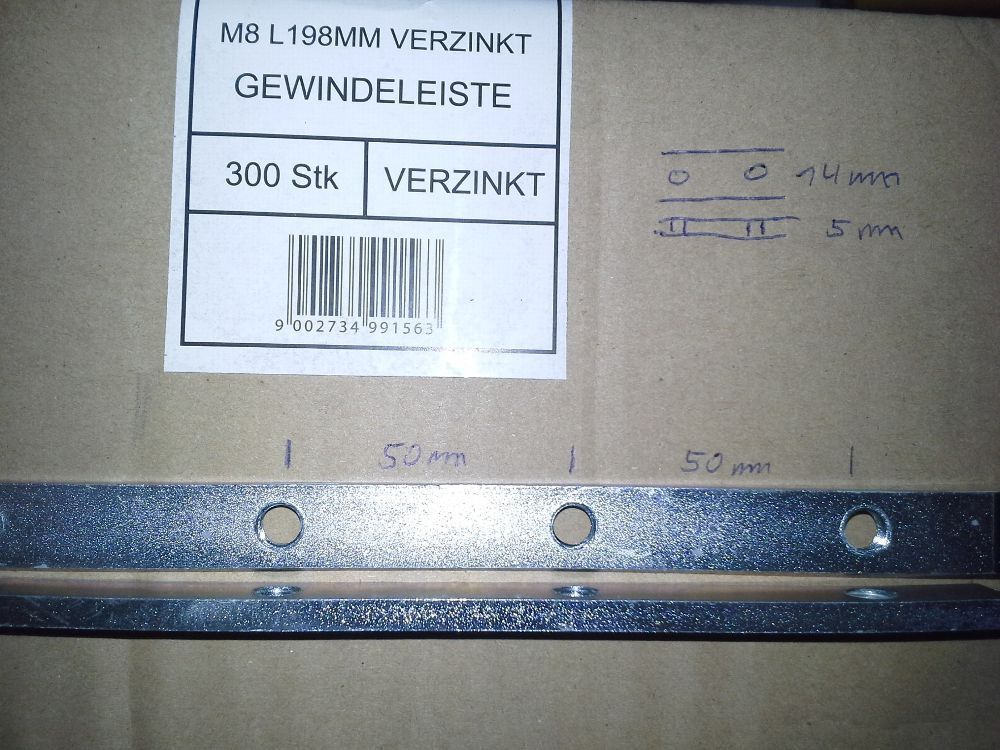 M8 L198MM VERZINKT
GEWINDELEISTE
300 Stk
VERZINKT
9 002734 991563
14 mm
5 mm
50 mm
50 mm